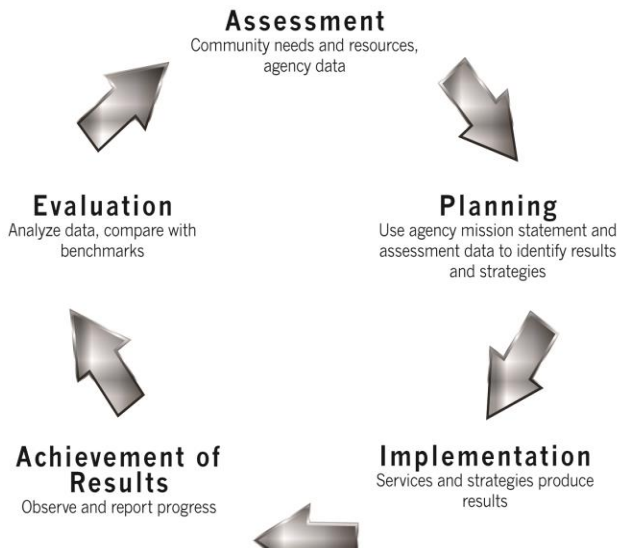 Assessment
Community needs and resources,
agency data
Evaluation
Analyze data, compare with
benchmarks
Planning
Use agency mission statement and
assessment data to identify results
and strategies
Achievement of
Results
Observe and report progress
Implementation
Services and strategies produce
results